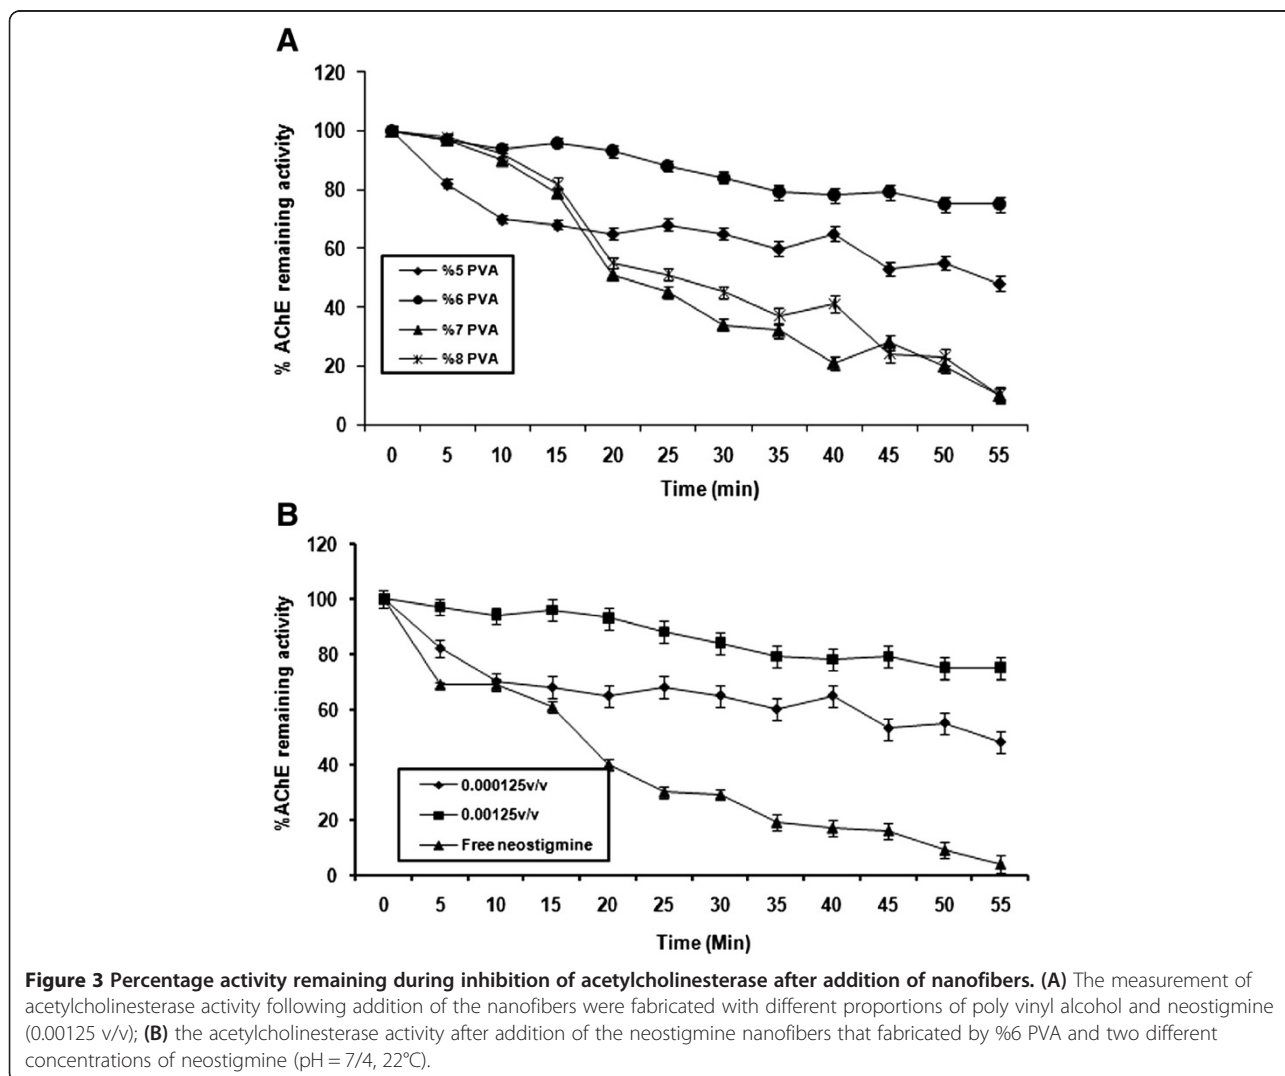 A
120
100
80
60
40
20
0
% AChE remaining activity
%5 PVA
%6 PVA
%7 PVA
%8 PVA
0 5 10 15 20 25 30 35 40 45 50 55
Time (min)
B
120
100
80
60
40
20
0
%AChE remaining activity
0.000125v/v
0.00125v/v
Free neostigmine
0 5 10 15 20 25 30 35 40 45 50 55
Time (Min)
Figure 3 Percentage activity remaining during inhibition of acetylcholinesterase after addition of nanofibers. (A) The measurement of
acetylcholinesterase activity following addition of the nanofibers were fabricated with different proportions of poly vinyl alcohol and neostigmine
(0.00125 v/v); (B) the acetylcholinesterase activity after addition of the neostigmine nanofibers that fabricated by %6 PVA and two different
concentrations of neostigmine (pH = 7/4, 22°C).